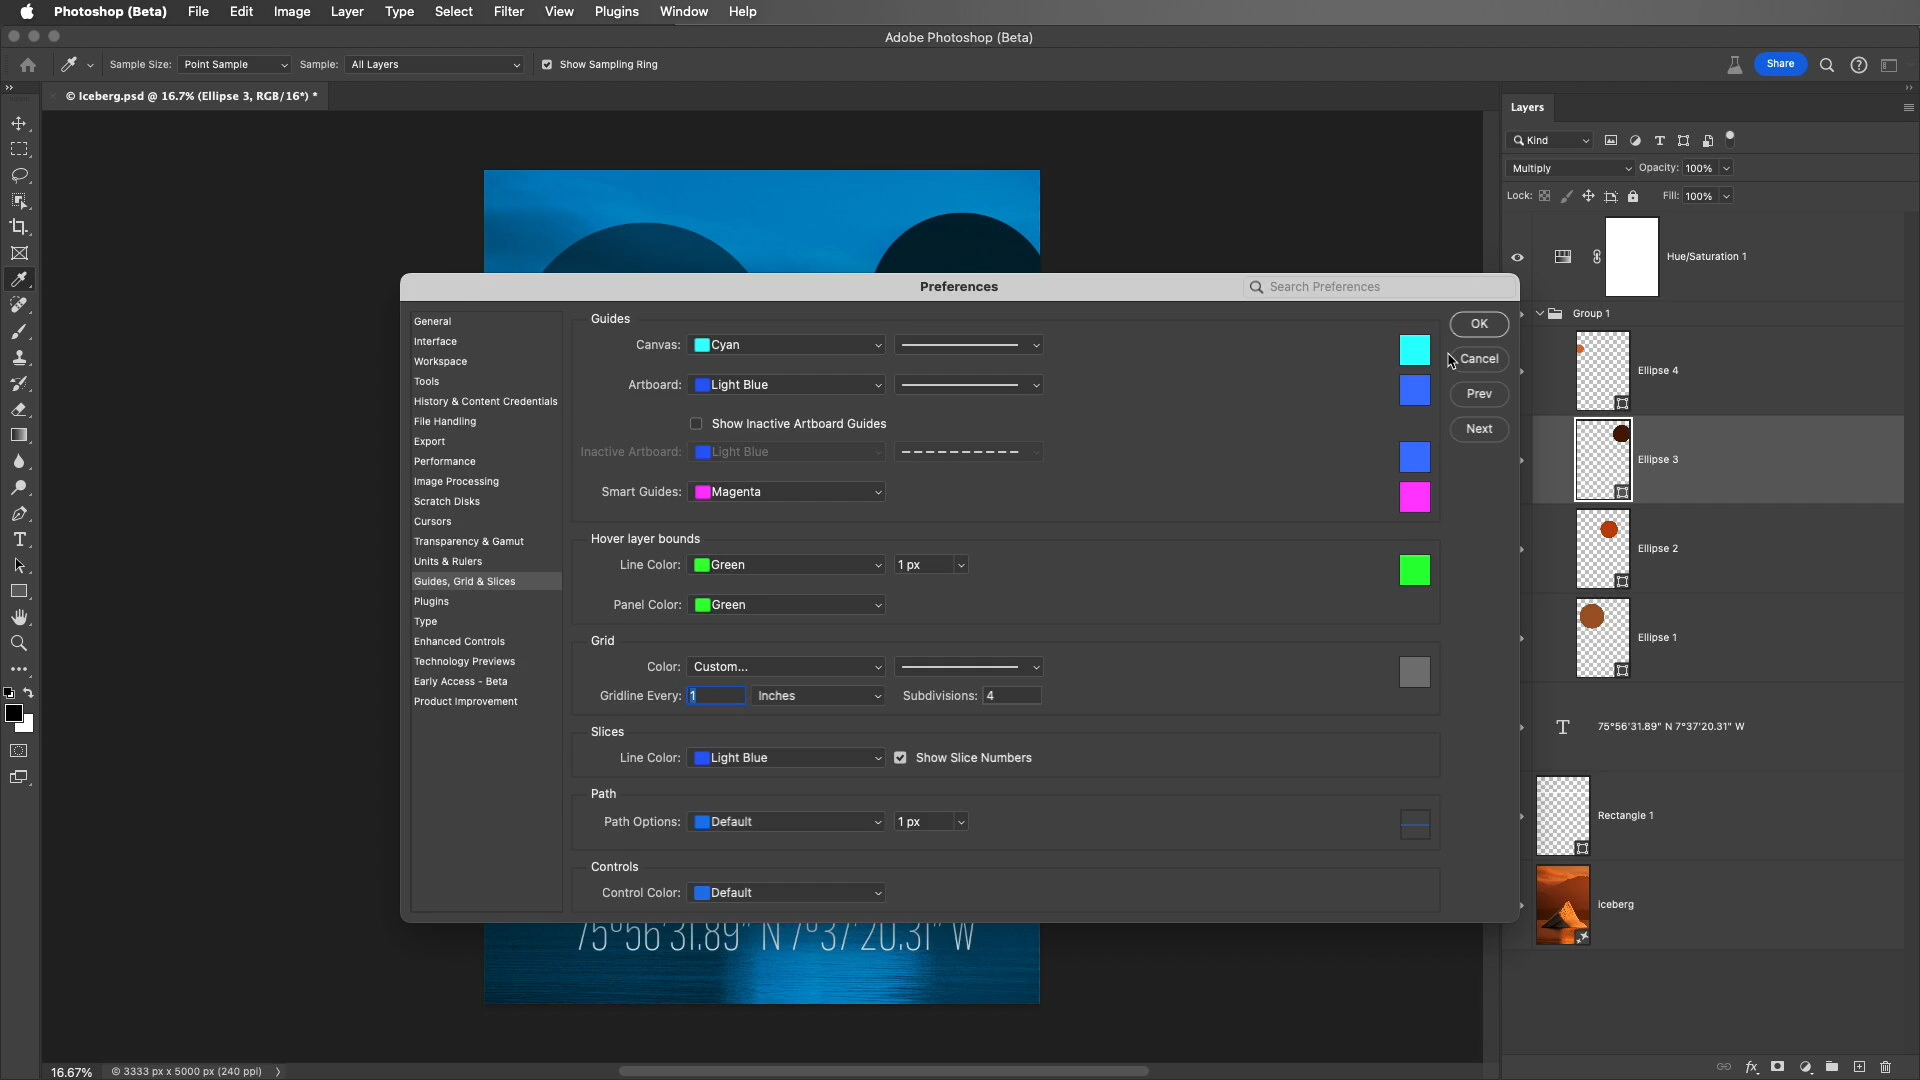 Photoshop (Beta) File Edit Image Layer Type Select Filter View Plugins Window Help
Adobe Photoshop (Beta)
Sample Size: Point Sample Sample: All Layers Show Sampling Ring
Share
© Iceberg.psd @ 16.7% (Ellipse 3, RGB/16*) *
Preferences
Search Preferences
General
Interface
Workspace
Tools
History & Content Credentials
File Handling
Export
Performance
Image Processing
Scratch Disks
Cursors
Transparency & Gamut
Units & Rulers
Guides, Grid & Slices
Plugins
Type
Enhanced Controls
Technology Previews
Early Access - Beta
Product Improvement
Guides
Canvas: Cyan
Artboard: Light Blue
Show Inactive Artboard Guides
Inactive Artboard: Light Blue
Smart Guides: Magenta
Hover layer bounds
Line Color: Green 1 px
Panel Color: Green
Grid
Color: Custom...
Gridline Every: 1 Inches Subdivisions: 4
Slices
Line Color: Light Blue Show Slice Numbers
Path
Path Options: Default 1 px
Controls
Control Color: Default
OK
Cancel
Prev
Next
75°56'31.89" N 7°37'20.31" W
Layers
Kind
Multiply Opacity: 100%
Lock: Fill: 100%
Hue/Saturation 1
Group 1
Ellipse 4
Ellipse 3
Ellipse 2
Ellipse 1
75°56'31.89" N 7°37'20.31" W
Rectangle 1
iceberg
16.67% © 3333 px x 5000 px (240 ppi)